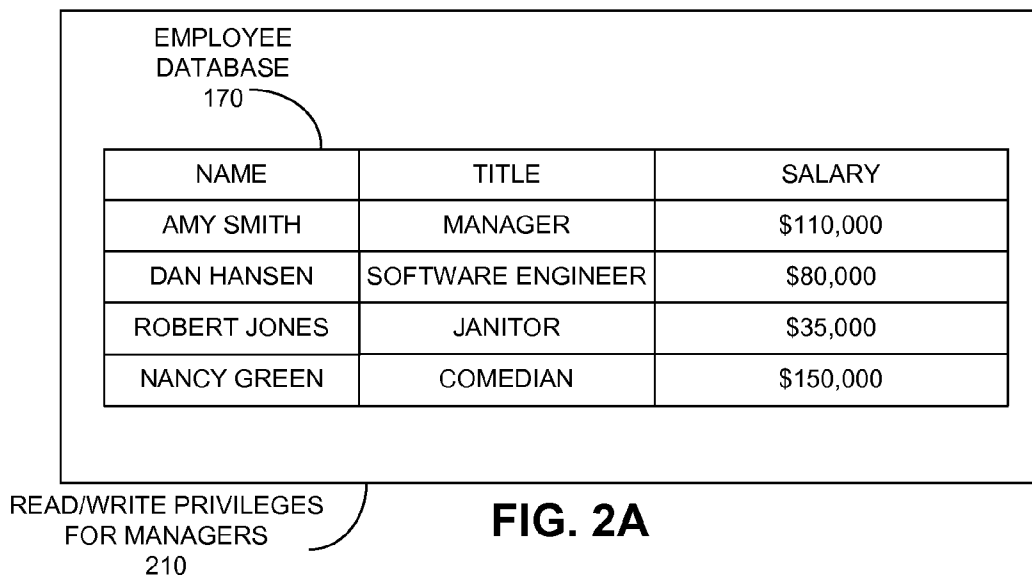 EMPLOYEE
DATABASE
170
NAME TITLE SALARY
AMY SMITH MANAGER $110,000
DAN HANSEN SOFTWARE ENGINEER $80,000
ROBERT JONES JANITOR $35,000
NANCY GREEN COMEDIAN $150,000
READ/WRITE PRIVILEGES
FOR MANAGERS
210
FIG. 2A